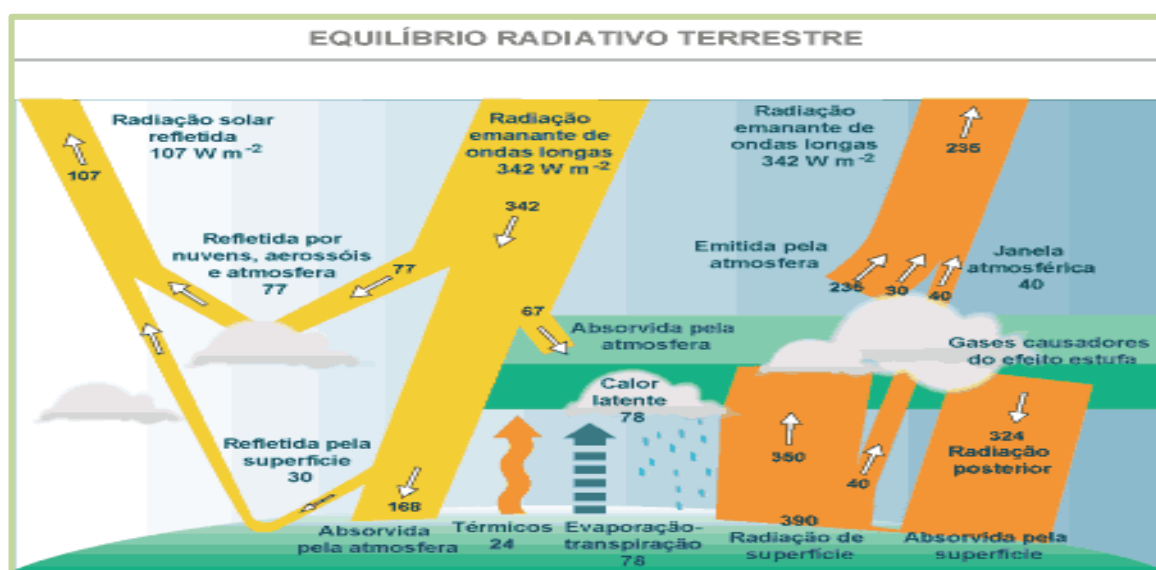 EQUILÍBRIO RADIATIVO TERRESTRE
Radiação solar
refletida
107 W m-2
107
Radiação
emanante de
ondas longas
342 W m-2
342
Radiação
emanante de
ondas longas
342 W m-2
235
Refletida por
nuvens, aerossóis
e atmosfera
77
77
67
Absorvida pela
atmosfera
Emitida pela
atmosfera
235
30
40
Janela
atmosférica
40
Gases causadores
do efeito estufa
Calor
latente
78
Refletida pela
superfície
30
168
Absorvida
pela atmosfera
Térmicos
24
Evaporação-
transpiração
78
350
40
390
Radiação de
superfície
324
Radiação
posterior
Absorvida pela
superfície